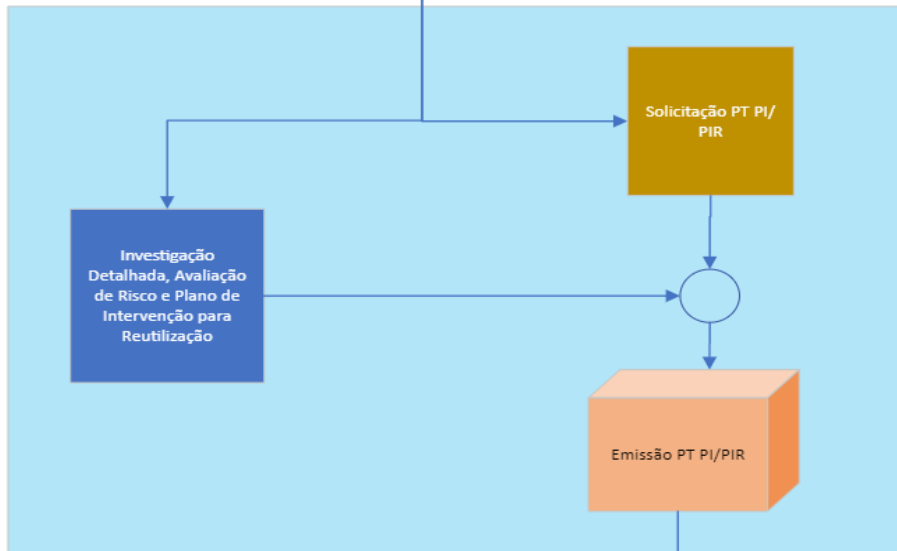 Solicitação PT PI/
PIR
Investigação
Detalhada, Avaliação
de Risco e Plano de
Intervenção para
Reutilização
Emissão PT PI/PIR